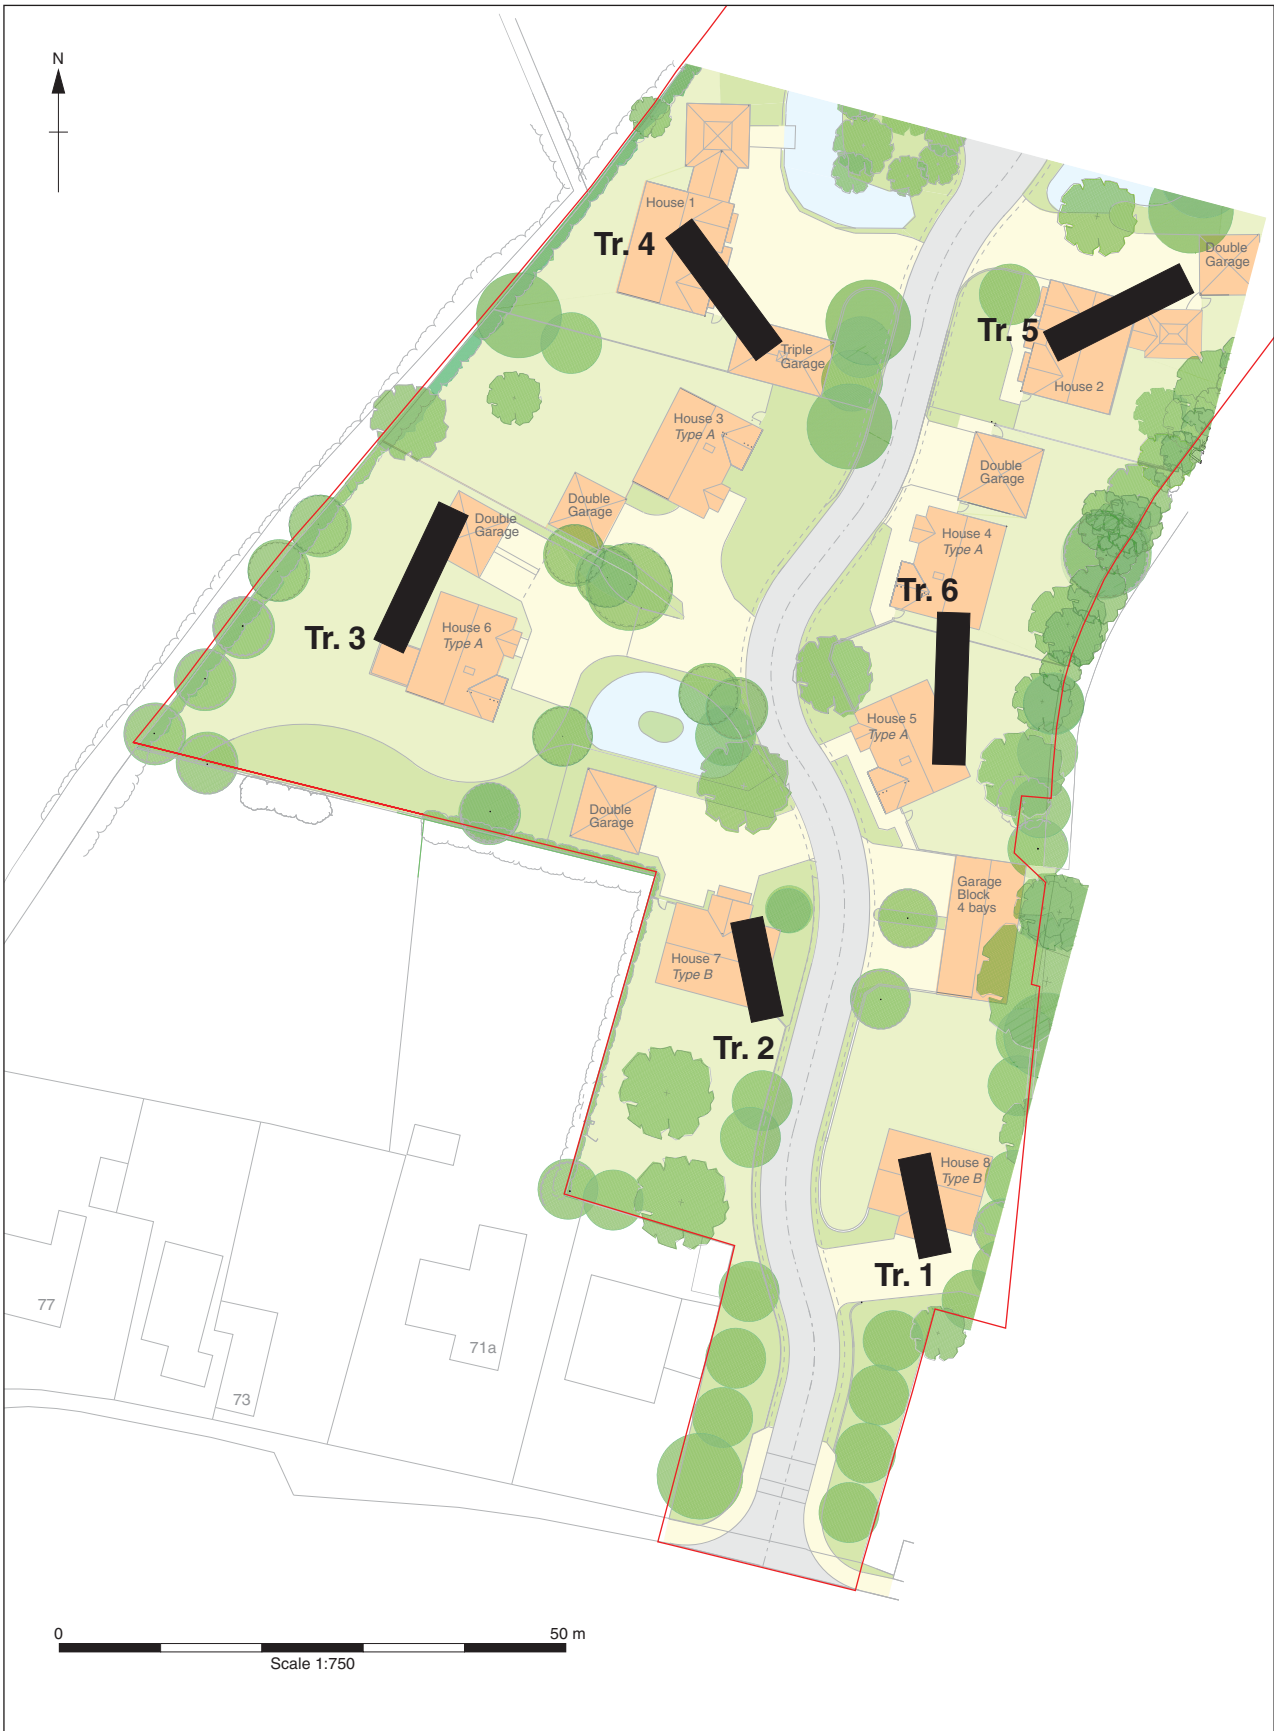 N
House 1
Tr. 4
Triple
Garage
Double
Garage
Tr. 5
House 2
House 3
Type A
Double
Garage
Double
Garage
Double
Garage
House 4
Type A
Tr. 6
Tr. 3
House 6
Type A
House 5
Type A
Double
Garage
Garage
Block
4 bays
House 7
Type B
Tr. 2
House 8
Type B
Tr. 1
77
73
71a
0
50 m
Scale 1:750